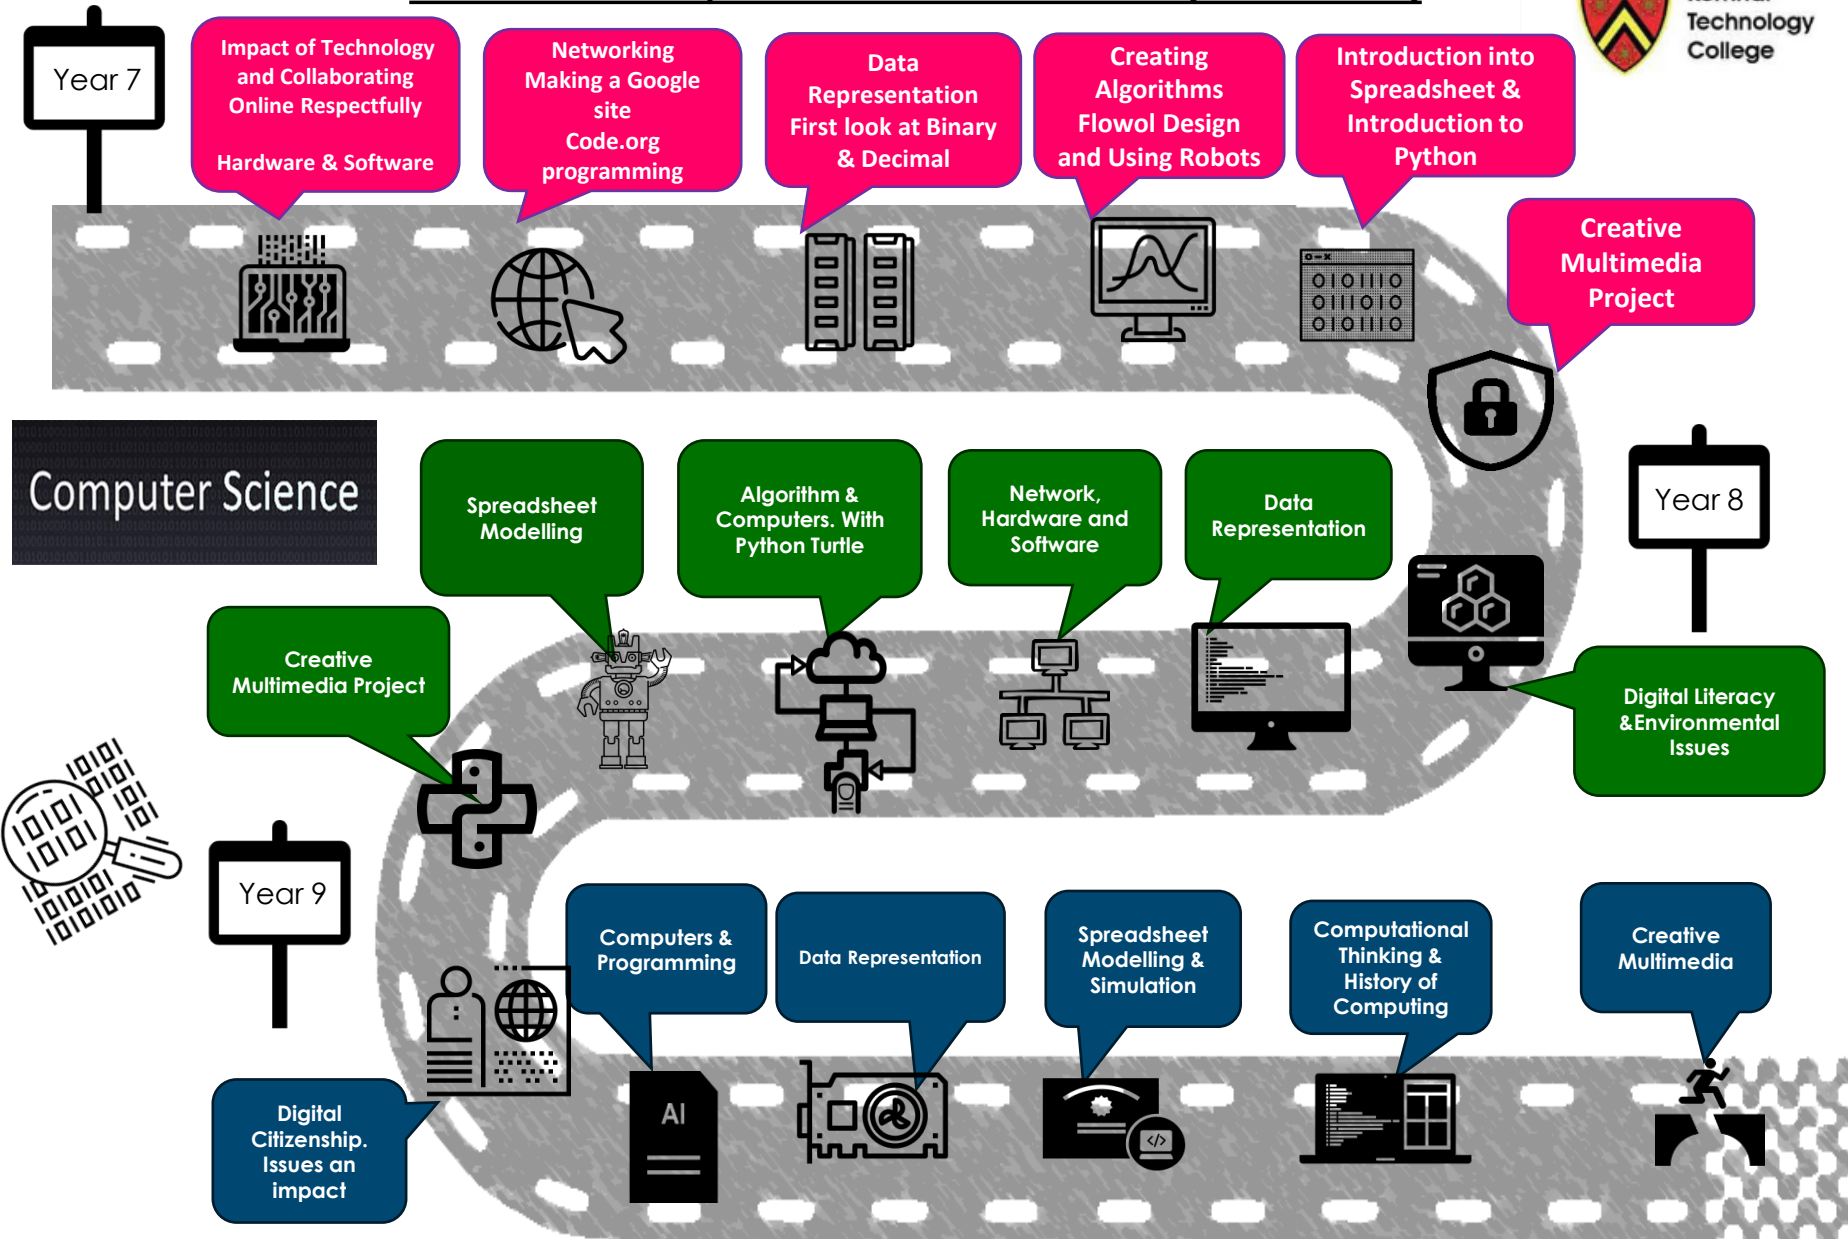 Technology
College
Year 7
Impact of Technology
and Collaborating
Online Respectfully
Hardware & Software
Networking
Making a Google
site
Code.org
programming
Data
Representation
First look at Binary
& Decimal
Creating
Algorithms
Flowol Design
and Using Robots
Introduction into
Spreadsheet &
Introduction to
Python
Creative
Multimedia
Project
Computer Science
Year 8
Digital Literacy
&Environmental
Issues
Data
Representation
Network,
Hardware and
Software
Algorithm &
Computers. With
Python Turtle
Spreadsheet
Modelling
Creative
Multimedia Project
Year 9
Digital
Citizenship.
Issues an
impact
Computers &
Programming
AI
Data Representation
Spreadsheet
Modelling &
Simulation
</>
Computational
Thinking &
History of
Computing
Creative
Multimedia